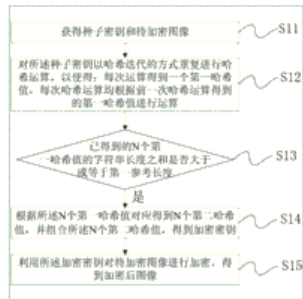 获得种子密钥和待加密图像
S11
对所述种子密钥以哈希迭代的方式重复进行哈
希运算，以使得：每次运算得到一个第一哈希
值，每次哈希运算均根据前一次哈希运算得到
的第一哈希值进行运算
S12
已得到的N个第
一哈希值的字符串长度之和是否大于
或等于第一参考长度
S13
是
根据所述N个第一哈希值对应得到N个第二哈希
值，并组合所述N个第二哈希值，得到加密密钥
S14
利用所述加密密钥对待加密图像进行加密，得
到加密后图像
S15